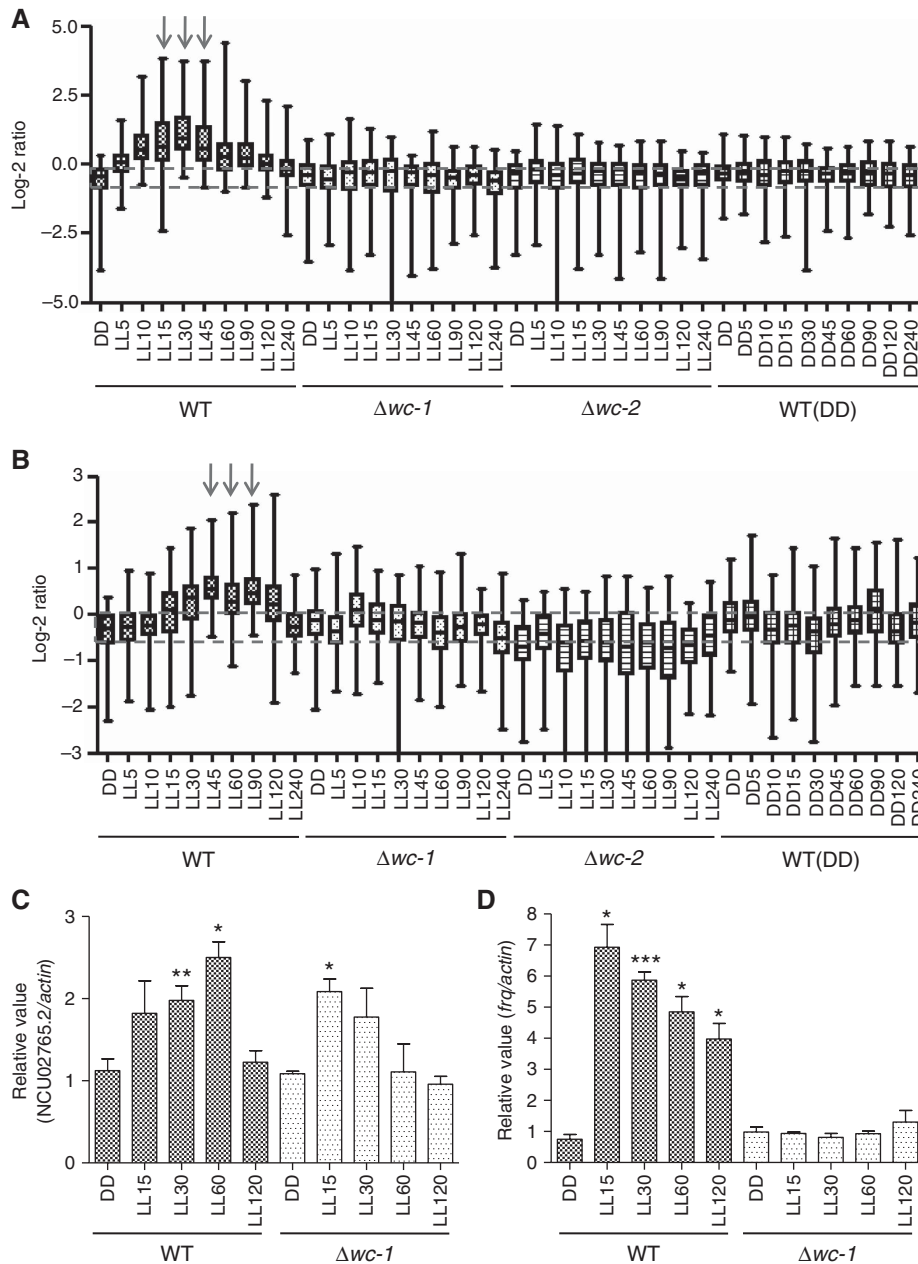 A
Log-2 ratio
5.0
2.5
0.0
−2.5
−5.0
DD LL5 LL10 LL15 LL30 LL45 LL60 LL90 LL120 LL240 DD LL5 LL10 LL15 LL30 LL45 LL60 LL90 LL120 LL240 DD LL5 LL10 LL15 LL30 LL45 LL60 LL90 LL120 LL240 DD DD5 DD10 DD15 DD30 DD45 DD60 DD90 DD120 DD240
WT Δwc-1 Δwc-2 WT(DD)
B
Log-2 ratio
3
2
1
0
−1
−2
−3
DD LL5 LL10 LL15 LL30 LL45 LL60 LL90 LL120 LL240 DD LL5 LL10 LL15 LL30 LL45 LL60 LL90 LL120 LL240 DD LL5 LL10 LL15 LL30 LL45 LL60 LL90 LL120 LL240 DD DD5 DD10 DD15 DD30 DD45 DD60 DD90 DD120 DD240
WT Δwc-1 Δwc-2 WT(DD)
C
Relative value
(NCU02765.2/actin)
3
2
1
0
** * *
DD LL15 LL30 LL60 LL120 DD LL15 LL30 LL60 LL120
WT Δwc-1
D
Relative value (frq/actin)
8
7
6
5
4
3
2
1
0
* *** * *
DD LL15 LL30 LL60 LL120 DD LL15 LL30 LL60 LL120
WT Δwc-1